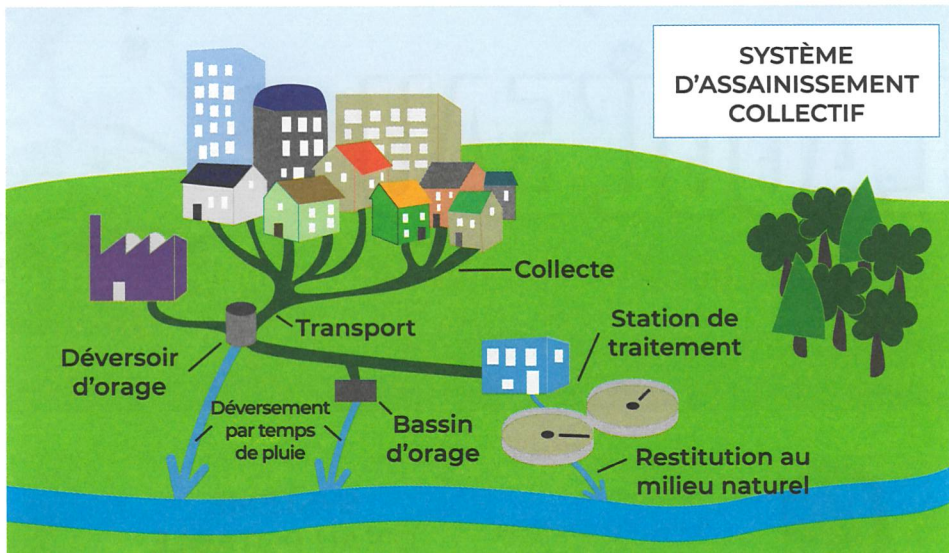 SYSTÈME
D'ASSAINISSEMENT
COLLECTIF
Collecte
Transport
Station de
traitement
Déversoir
d'orage
Déversement
par temps
de pluie
Bassin
d'orage
Restitution au
milieu naturel